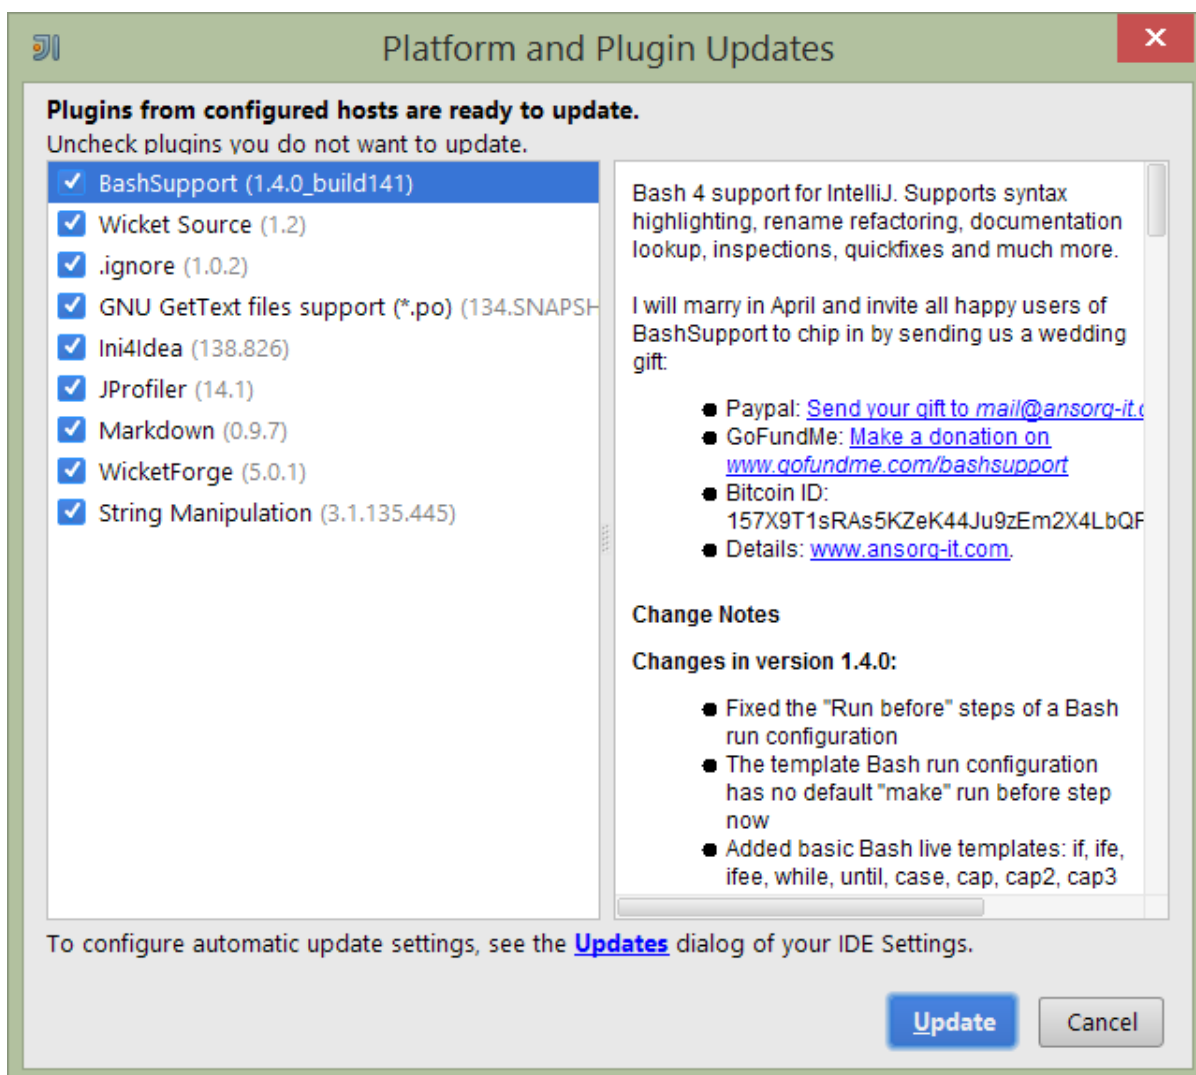 Platform and Plugin Updates
Plugins from configured hosts are ready to update.
Uncheck plugins you do not want to update.
BashSupport (1.4.0_build141)
Wicket Source (1.2)
.ignore (1.0.2)
GNU GetText files support (*.po) (134.SNAPSH
Ini4Idea (138.826)
JProfiler (14.1)
Markdown (0.9.7)
WicketForge (5.0.1)
String Manipulation (3.1.135.445)
Bash 4 support for IntelliJ. Supports syntax
highlighting, rename refactoring, documentation
lookup, inspections, quickfixes and much more.
I will marry in April and invite all happy users of
BashSupport to chip in by sending us a wedding
gift:
Paypal: Send your gift to mail@ansorg-it.c
GoFundMe: Make a donation on
www.gofundme.com/bashsupport
Bitcoin ID:
157X9T1sRAs5KZeK44Ju9zEm2X4LbQF
Details: www.ansorg-it.com.
Change Notes
Changes in version 1.4.0:
Fixed the "Run before" steps of a Bash
run configuration
The template Bash run configuration
has no default "make" run before step
now
Added basic Bash live templates: if, ife,
ifee, while, until, case, cap, cap2, cap3
To configure automatic update settings, see the Updates dialog of your IDE Settings.
Update
Cancel